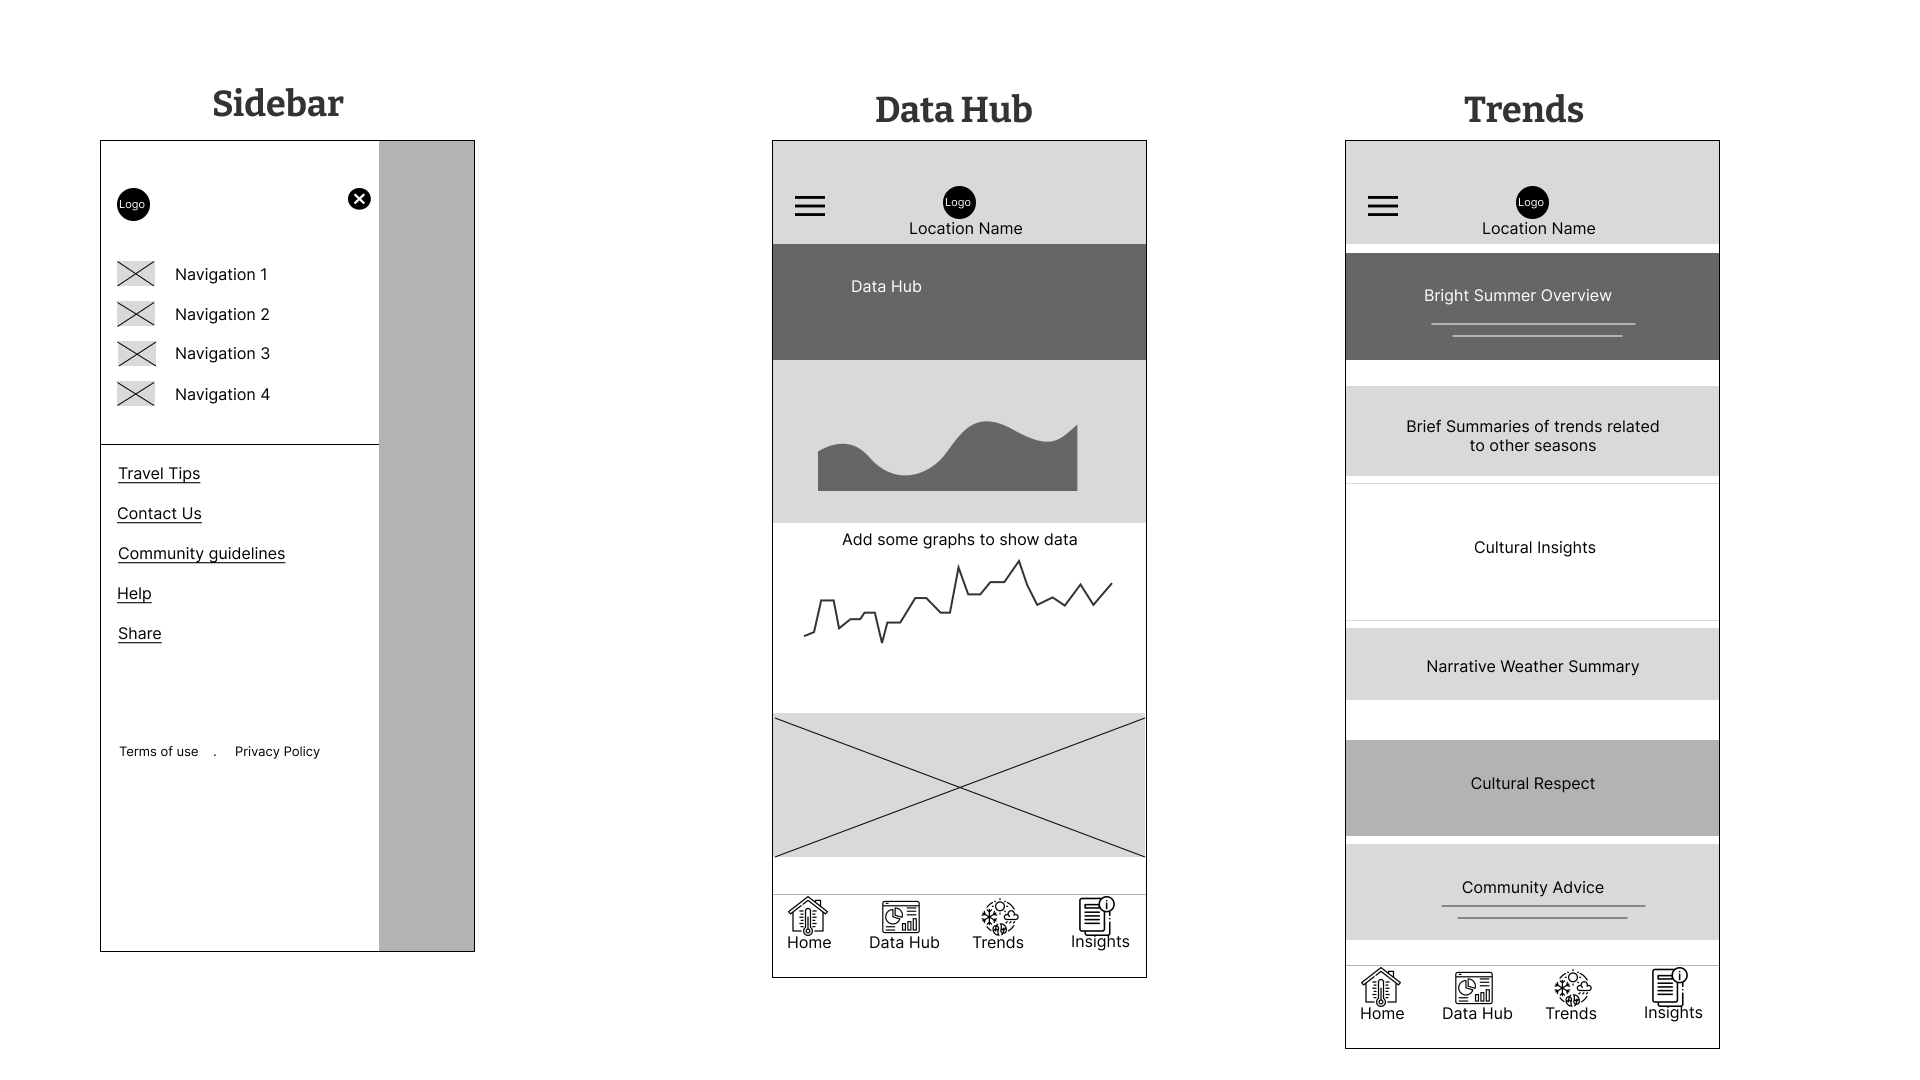 Sidebar
Logo
Navigation 1
Navigation 2
Navigation 3
Navigation 4
Travel Tips
Contact Us
Community guidelines
Help
Share
Terms of use . Privacy Policy
Data Hub
Logo
Location Name
Data Hub
Add some graphs to show data
Home Data Hub Trends Insights
Trends
Logo
Location Name
Bright Summer Overview
Brief Summaries of trends related
to other seasons
Cultural Insights
Narrative Weather Summary
Cultural Respect
Community Advice
Home Data Hub Trends Insights